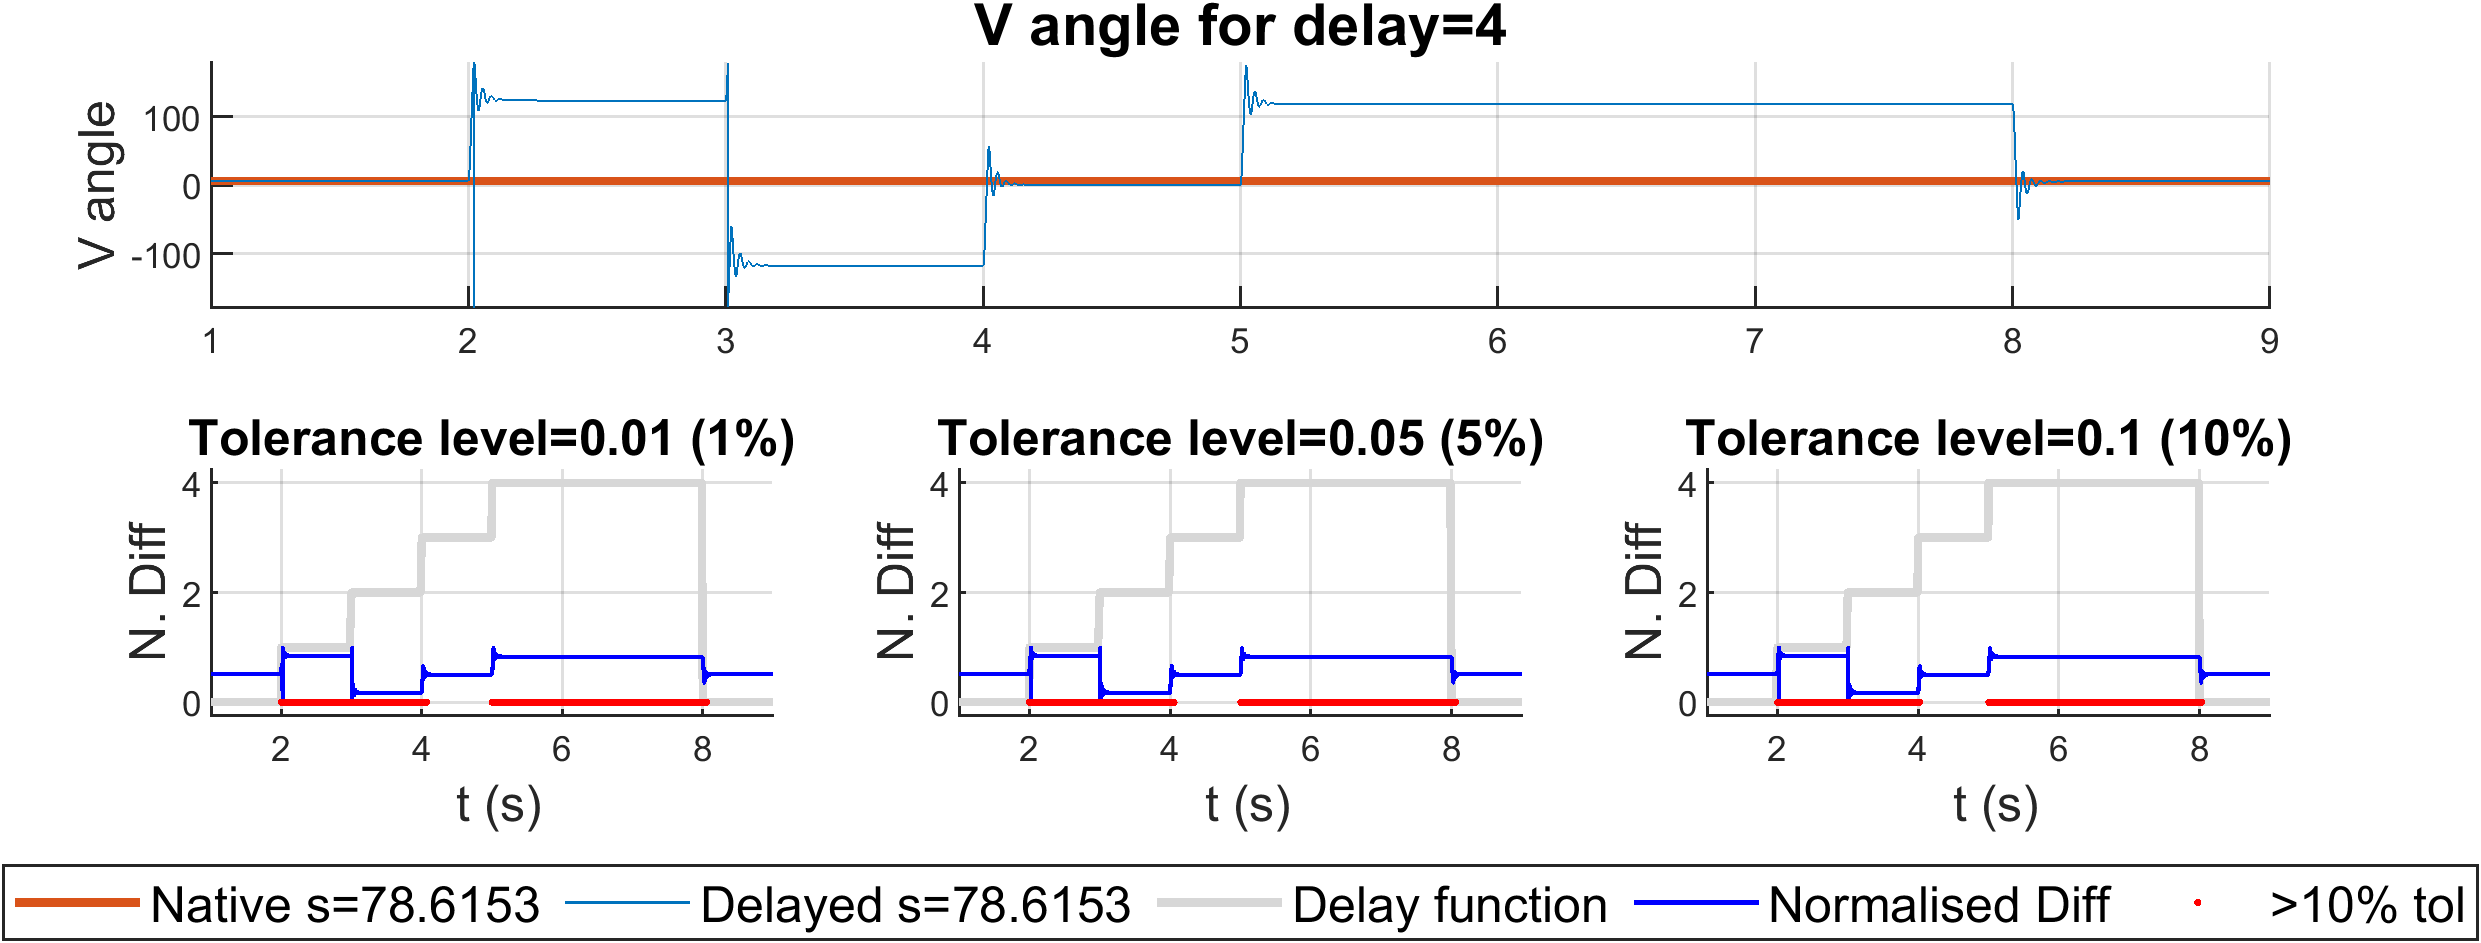 V angle for delay=4
V angle
100
0
-100
1 2 3 4 5 6 7 8 9
Tolerance level=0.01 (1%)
N. Diff
4
2
0
2 4 6 8
t (s)
Tolerance level=0.05 (5%)
N. Diff
4
2
0
2 4 6 8
t (s)
Tolerance level=0.1 (10%)
N. Diff
4
2
0
2 4 6 8
t (s)
Native s=78.6153 Delayed s=78.6153 Delay function Normalised Diff >10% tol